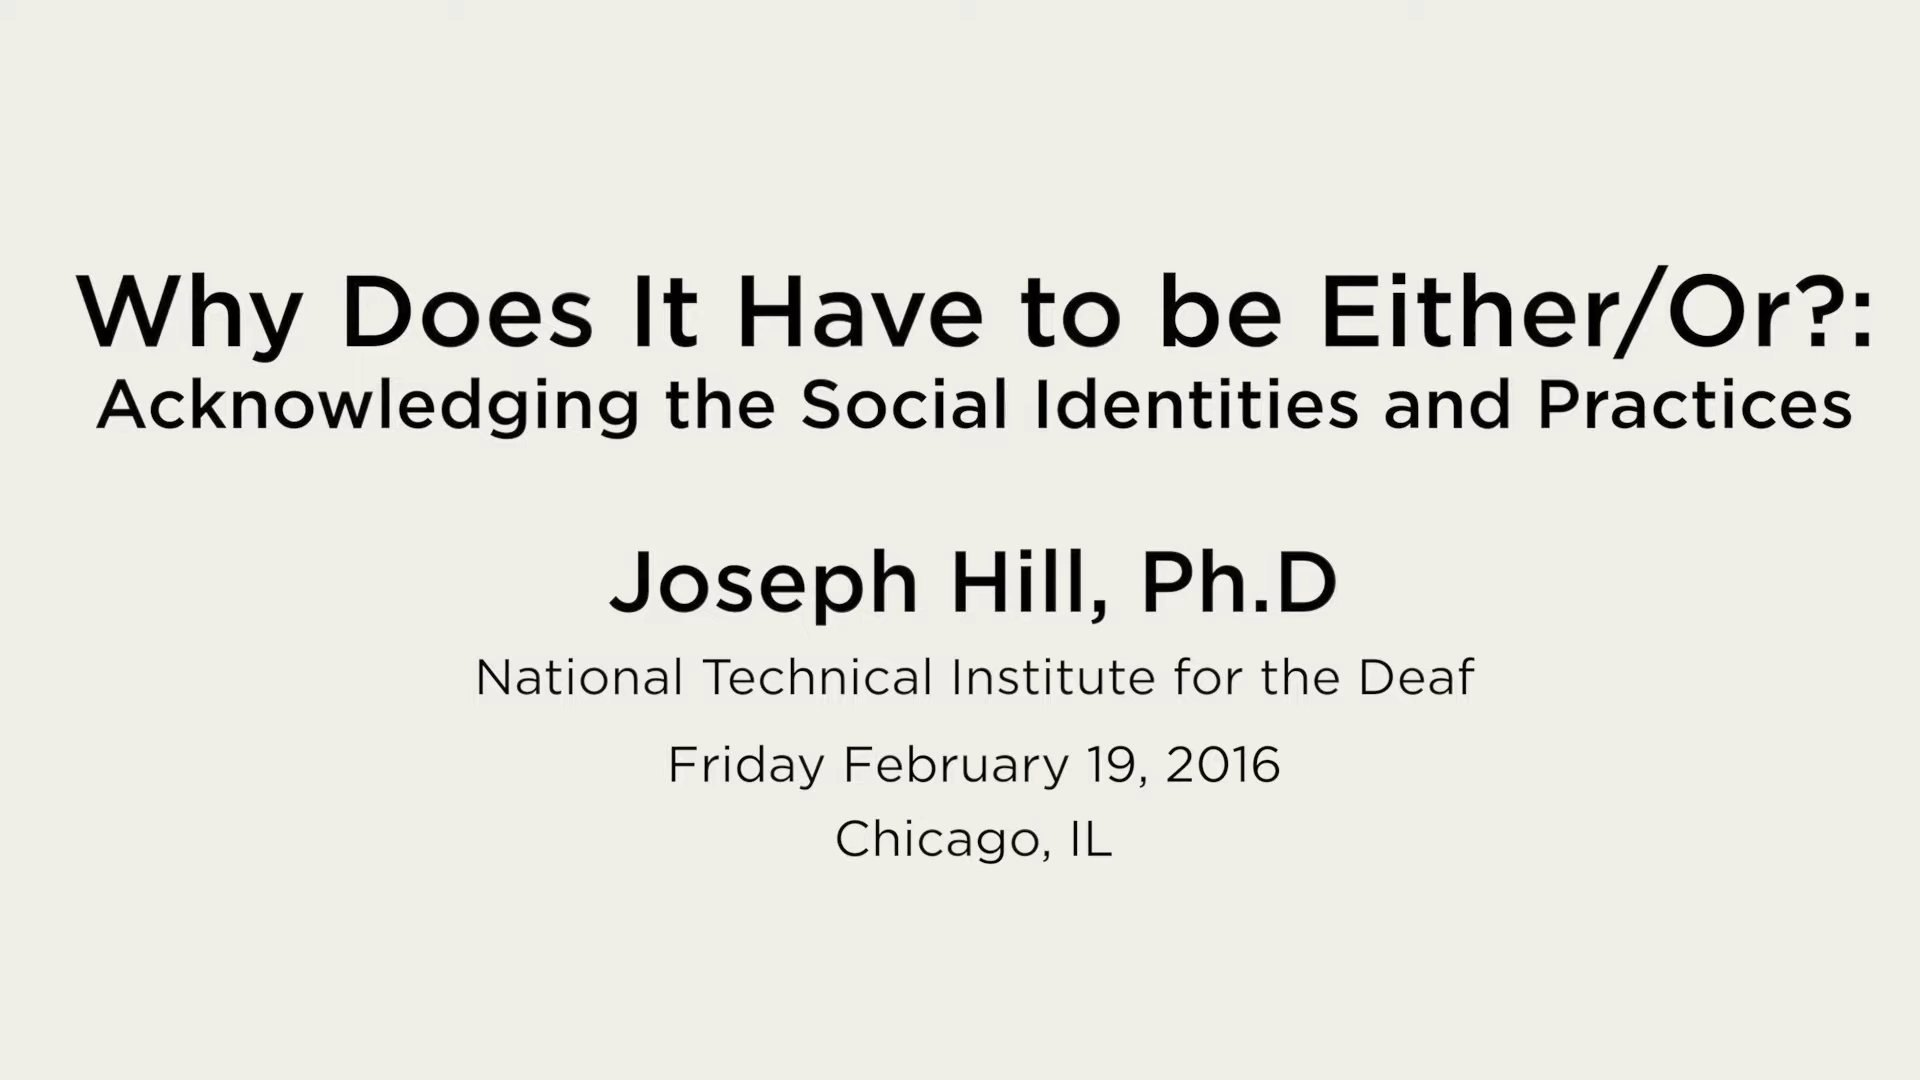 Why Does It Have to be Either/Or?:
Acknowledging the Social Identities and Practices
Joseph Hill, Ph.D
National Technical Institute for the Deaf
Friday February 19, 2016
Chicago, IL